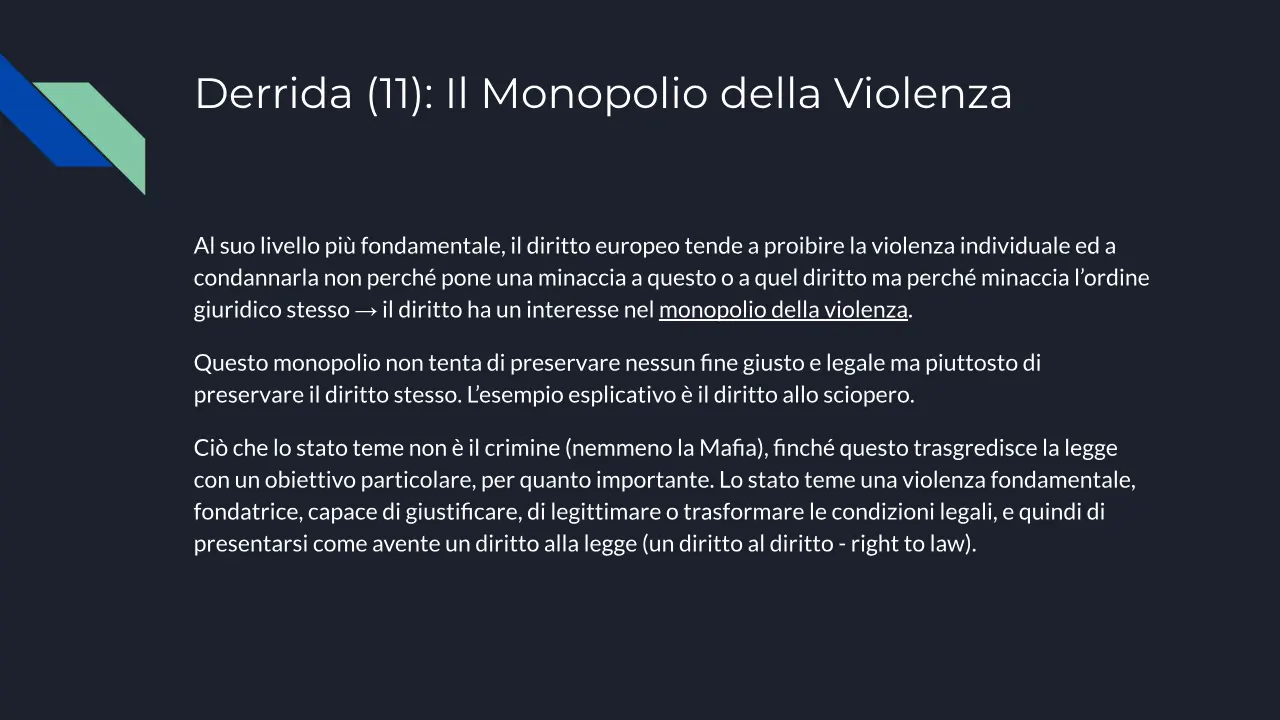 Derrida (11): Il Monopolio della Violenza
Al suo livello più fondamentale, il diritto europeo tende a proibire la violenza individuale ed a
condannarla non perché pone una minaccia a questo o a quel diritto ma perché minaccia l’ordine
giuridico stesso → il diritto ha un interesse nel monopolio della violenza.
Questo monopolio non tenta di preservare nessun fine giusto e legale ma piuttosto di
preservare il diritto stesso. L’esempio esplicativo è il diritto allo sciopero.
Ciò che lo stato teme non è il crimine (nemmeno la Mafia), finché questo trasgredisce la legge
con un obiettivo particolare, per quanto importante. Lo stato teme una violenza fondamentale,
fondatrice, capace di giustificare, di legittimare o trasformare le condizioni legali, e quindi di
presentarsi come avente un diritto alla legge (un diritto al diritto - right to law).